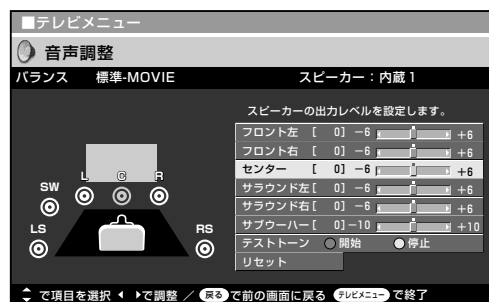 ■テレビメニュー
音声調整
バランス 標準-MOVIE スピーカー：内蔵1
スピーカーの出力レベルを設定します。
フロント左 [ 0] −6 +6
フロント右 [ 0] −6 +6
センター [ 0] −6 +6
サラウンド左[ 0] −6 +6
サラウンド右[ 0] −6 +6
サブウーハー[ 0]−10 +10
テストトーン 開始 停止
リセット
L C R
SW
LS RS
で項目を選択 で調整 ／ 戻る で前の画面に戻る テレビメニュー で終了